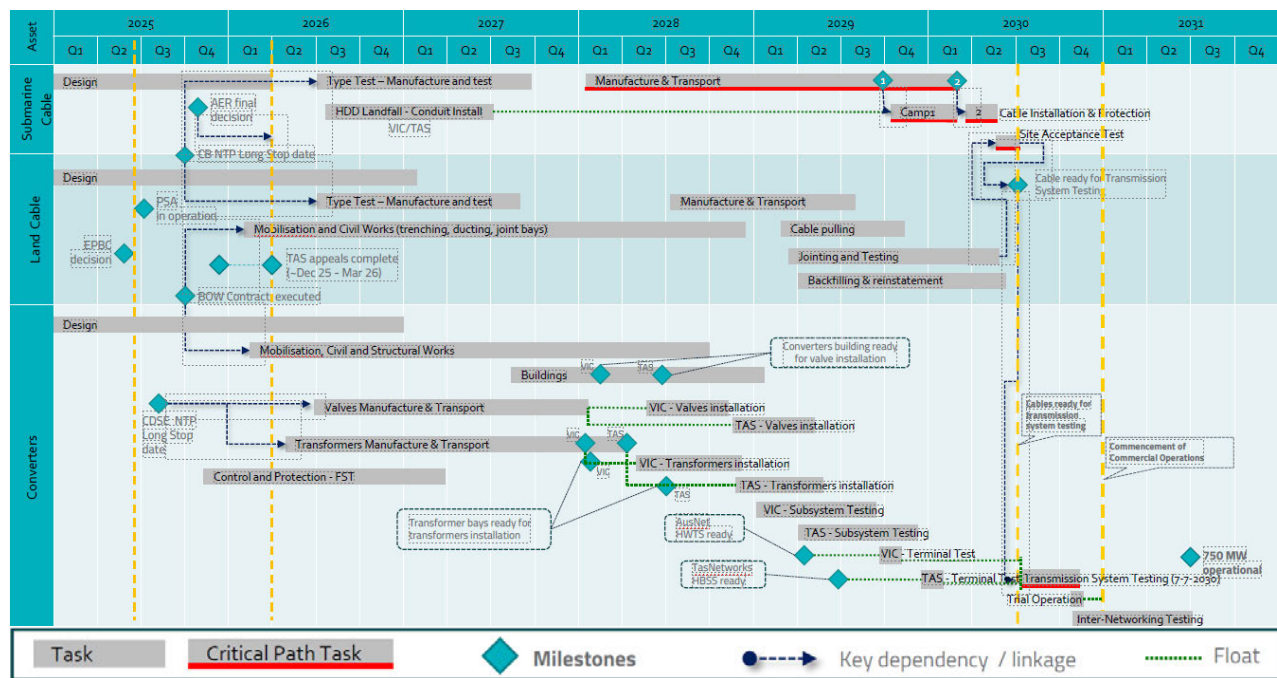 Asset
2025
2026
2027
2028
2029
2030
2031
Q1 Q2 Q3 Q4 Q1 Q2 Q3 Q4 Q1 Q2 Q3 Q4 Q1 Q2 Q3 Q4 Q1 Q2 Q3 Q4 Q1 Q2 Q3 Q4 Q1 Q2 Q3 Q4
Submarine
Cable
Design
Type Test – Manufacture and test
Manufacture & Transport
1
2
AER final
decision
HDD Landfall - Conduit Install
VIC/TAS
Camp1
2
Cable Installation & Protection
Site Acceptance Test
CB NTP Long Stop date
Land Cable
Design
Cable ready for Transmission
System Testing
PSA
in operation
Type Test – Manufacture and test
Manufacture & Transport
Mobilisation and Civil Works (trenching, ducting, joint bays)
Cable pulling
EPBC
decision
TAS appeals complete
(~Dec 25 – Mar 26)
Jointing and Testing
Backfilling & reinstatement
BOW Contract executed
Converters
Design
Mobilisation, Civil and Structural Works
Converters building ready
for valve installation
VIC
TAS
Buildings
CDSE NTP
Long Stop
date
Valves Manufacture & Transport
VIC - Valves installation
TAS - Valves installation
Cables ready for
transmission
system testing
Transformers Manufacture & Transport
VIC
TAS
Commencement of
Commercial Operations
VIC
VIC - Transformers installation
Control and Protection - FST
TAS - Transformers installation
TAS
VIC - Subsystem Testing
Transformer bays ready for
transformers installation
AusNet
HWTS ready
TAS - Subsystem Testing
VIC - Terminal Test
750 MW
operational
TasNetworks
HBSS ready
TAS - Terminal Test
Transmission System Testing (7-7-2030)
Trial Operation
Inter-Networking Testing
Task
Critical Path Task
Milestones
Key dependency / linkage
Float